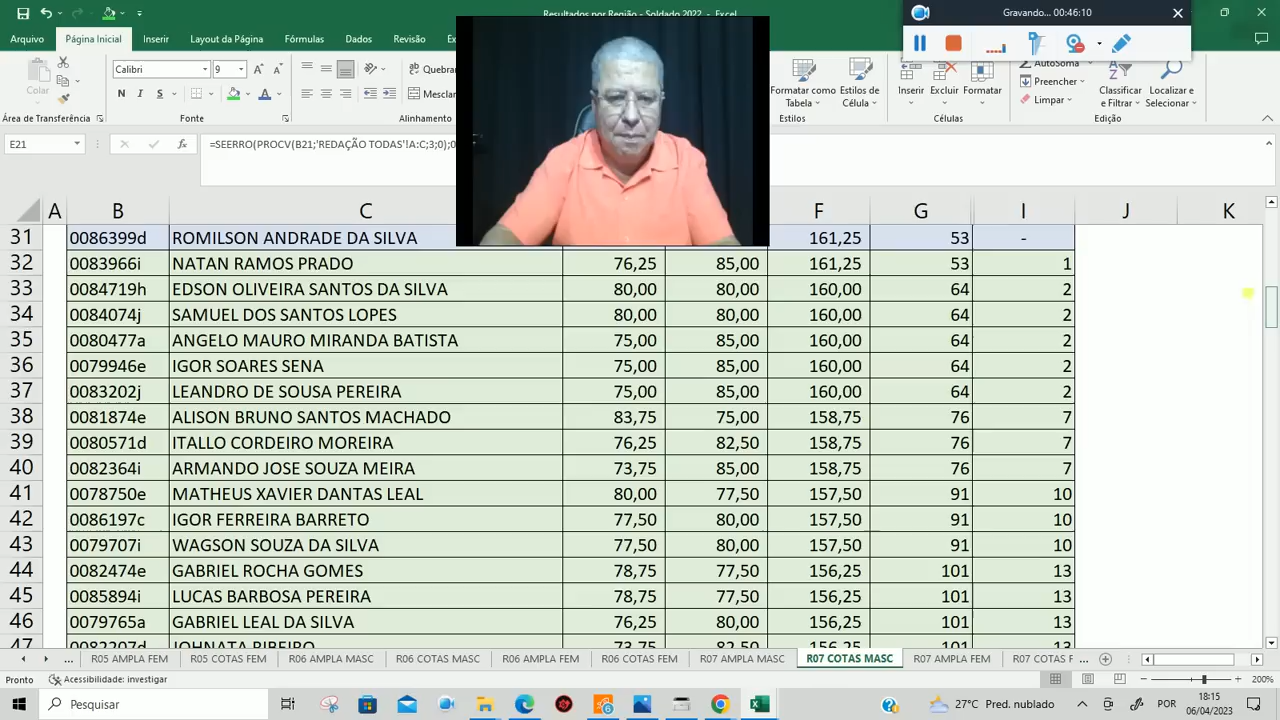 Resultados por Região - Soldado 2022 - Excel
Gravando... 00:46:10
Arquivo Página Inicial Inserir Layout da Página Fórmulas Dados Revisão
Colar Calibri 9 Quebrar
N I S Mesclar
Formatar como Tabela Estilos de Célula Inserir Excluir Formatar AutoSoma Preencher Limpar Classificar e Filtrar Localizar e Selecionar
Área de Transferência Fonte Alinhamento Estilos Células Edição
E21 =SEERRO(PROCV(B21;'REDAÇÃO TODAS'!A:C;3;0);0
A B C F G I J K
31 0086399d ROMILSON ANDRADE DA SILVA 161,25 53 -
32 0083966i NATAN RAMOS PRADO 76,25 85,00 161,25 53 1
33 0084719h EDSON OLIVEIRA SANTOS DA SILVA 80,00 80,00 160,00 64 2
34 0084074j SAMUEL DOS SANTOS LOPES 80,00 80,00 160,00 64 2
35 0080477a ANGELO MAURO MIRANDA BATISTA 75,00 85,00 160,00 64 2
36 0079946e IGOR SOARES SENA 75,00 85,00 160,00 64 2
37 0083202j LEANDRO DE SOUSA PEREIRA 75,00 85,00 160,00 64 2
38 0081874e ALISON BRUNO SANTOS MACHADO 83,75 75,00 158,75 76 7
39 0080571d ITALLO CORDEIRO MOREIRA 76,25 82,50 158,75 76 7
40 0082364i ARMANDO JOSE SOUZA MEIRA 73,75 85,00 158,75 76 7
41 0078750e MATHEUS XAVIER DANTAS LEAL 80,00 77,50 157,50 91 10
42 0086197c IGOR FERREIRA BARRETO 77,50 80,00 157,50 91 10
43 0079707i WAGSON SOUZA DA SILVA 77,50 80,00 157,50 91 10
44 0082474e GABRIEL ROCHA GOMES 78,75 77,50 156,25 101 13
45 0085894i LUCAS BARBOSA PEREIRA 78,75 77,50 156,25 101 13
46 0079765a GABRIEL LEAL DA SILVA 76,25 80,00 156,25 101 13
47 0082207d JOHNATA RIBEIRO 73,75 82,50 156,25 101 13
... R05 AMPLA FEM R05 COTAS FEM R06 AMPLA MASC R06 COTAS MASC R06 AMPLA FEM R06 COTAS FEM R07 AMPLA MASC R07 COTAS MASC R07 AMPLA FEM R07 COTAS F ...
Pronto Acessibilidade: investigar 200%
Pesquisar 27°C Pred. nublado POR 18:15
06/04/2023